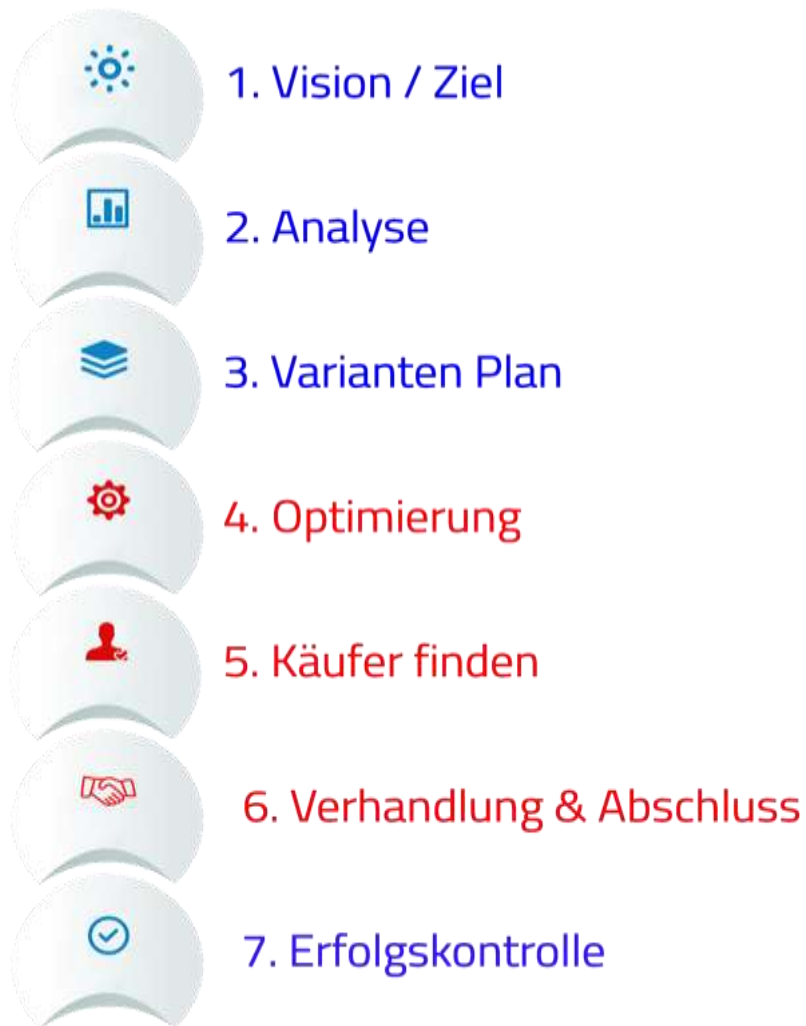 1. Vision / Ziel
2. Analyse
3. Varianten Plan
4. Optimierung
5. Käufer finden
6. Verhandlung & Abschluss
7. Erfolgskontrolle